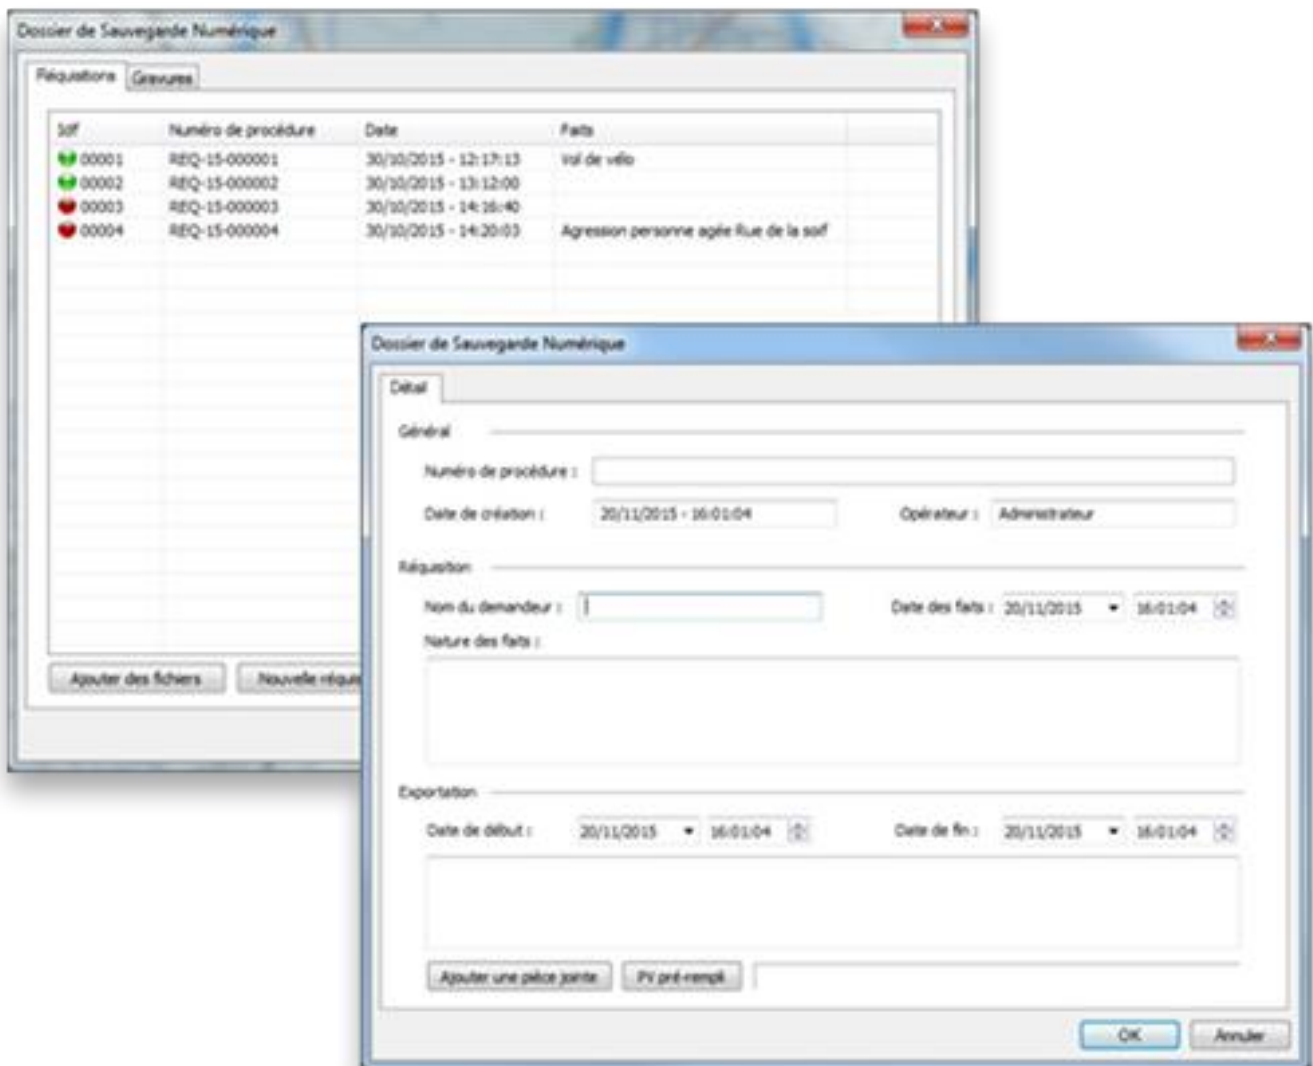 Dossier de Sauvegarde Numérique
Réquisitions Gravures
Idf Numéro de procédure Date Faits
00001 REQ-15-000001 30/10/2015 - 12:17:13 Vol de vélo
00002 REQ-15-000002 30/10/2015 - 13:12:00
00003 REQ-15-000003 30/10/2015 - 14:16:40
00004 REQ-15-000004 30/10/2015 - 14:20:03 Agression personne agée Rue de la soif
Ajouter des fichiers Nouvelle réquis
Dossier de Sauvegarde Numérique
Détail
Général
Numéro de procédure :
Date de création : 20/11/2015 - 16:01:04 Opérateur : Administrateur
Réquisition
Nom du demandeur : Date des faits : 20/11/2015 16:01:04
Nature des faits :
Exportation
Date de début : 20/11/2015 16:01:04 Date de fin : 20/11/2015 16:01:04
Ajouter une pièce jointe PV pré-rempli
OK Annuler